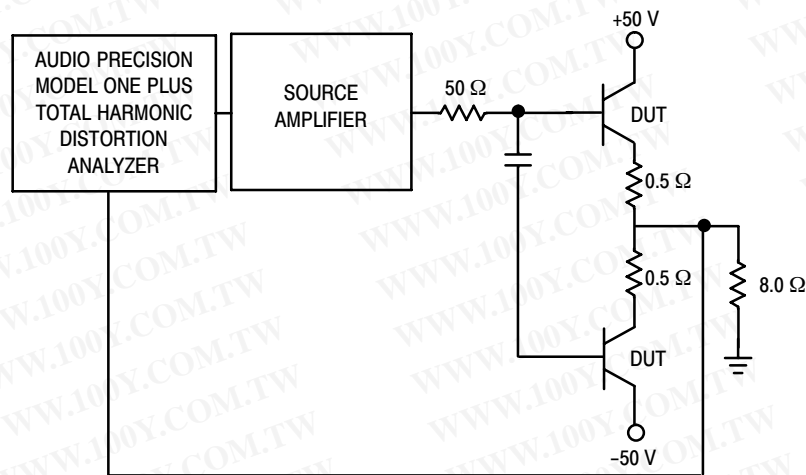 AUDIO PRECISION
MODEL ONE PLUS
TOTAL HARMONIC
DISTORTION
ANALYZER
SOURCE
AMPLIFIER
50 Ω
+50 V
DUT
0.5 Ω
0.5 Ω
8.0 Ω
DUT
–50 V
WWW.100Y.COM.TW